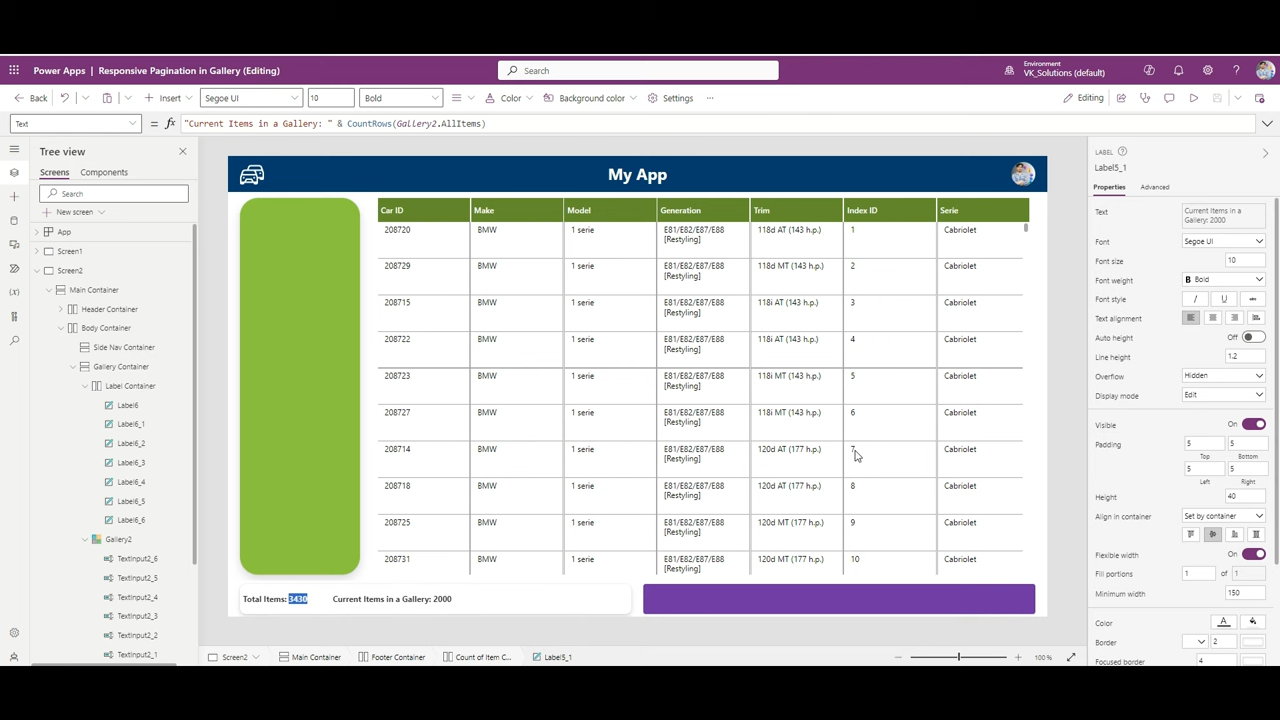 Power Apps | Responsive Pagination in Gallery (Editing)
Search
Environment
VK_Solutions (default)
Back
Insert
Segoe UI
10
Bold
Color
Background color
Settings
Editing
Text
= fx "Current Items in a Gallery: " & CountRows(Gallery2.AllItems)
Tree view
Screens Components
Search
New screen
App
Screen1
Screen2
Main Container
Header Container
Body Container
Side Nav Container
Gallery Container
Label Container
Label6
Label6_1
Label6_2
Label6_3
Label6_4
Label6_5
Label6_6
Gallery2
TextInput2_6
TextInput2_5
TextInput2_4
TextInput2_3
TextInput2_2
TextInput2_1
My App
Car ID Make Model Generation Trim Index ID Serie
208720 BMW 1 serie E81/E82/E87/E88 [Restyling] 118d AT (143 h.p.) 1 Cabriolet
208729 BMW 1 serie E81/E82/E87/E88 [Restyling] 118d MT (143 h.p.) 2 Cabriolet
208715 BMW 1 serie E81/E82/E87/E88 [Restyling] 118i AT (143 h.p.) 3 Cabriolet
208722 BMW 1 serie E81/E82/E87/E88 [Restyling] 118i AT (143 h.p.) 4 Cabriolet
208723 BMW 1 serie E81/E82/E87/E88 [Restyling] 118i MT (143 h.p.) 5 Cabriolet
208727 BMW 1 serie E81/E82/E87/E88 [Restyling] 118i MT (143 h.p.) 6 Cabriolet
208714 BMW 1 serie E81/E82/E87/E88 [Restyling] 120d AT (177 h.p.) 7 Cabriolet
208718 BMW 1 serie E81/E82/E87/E88 [Restyling] 120d AT (177 h.p.) 8 Cabriolet
208725 BMW 1 serie E81/E82/E87/E88 [Restyling] 120d MT (177 h.p.) 9 Cabriolet
208731 BMW 1 serie E81/E82/E87/E88 [Restyling] 120d MT (177 h.p.) 10 Cabriolet
Total Items: 3430 Current Items in a Gallery: 2000
Screen2
Main Container
Footer Container
Count of Item C...
Label5_1
100 %
LABEL
Label5_1
Properties Advanced
Text Current Items in a
Gallery: 2000
Font Segoe UI
Font size 10
Font weight B Bold
Font style / U abc
Text alignment
Auto height Off
Line height 1.2
Overflow Hidden
Display mode Edit
Visible On
Padding 5 5
Top Bottom
5 5
Left Right
Height 40
Align in container Set by container
Flexible width On
Fill portions 1 of 1
Minimum width 150
Color A
Border 2
Focused border 4